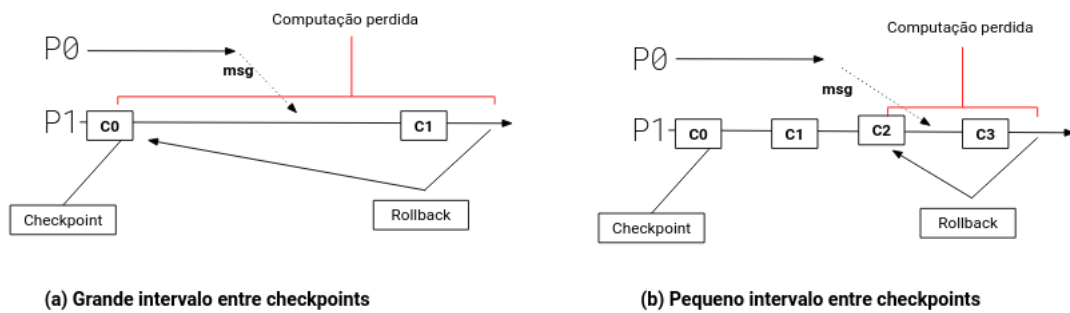 Computação perdida
P0
msg
P1
C0
C1
Checkpoint
Rollback
(a) Grande intervalo entre checkpoints
Computação perdida
P0
msg
P1
C0
C1
C2
C3
Checkpoint
Rollback
(b) Pequeno intervalo entre checkpoints